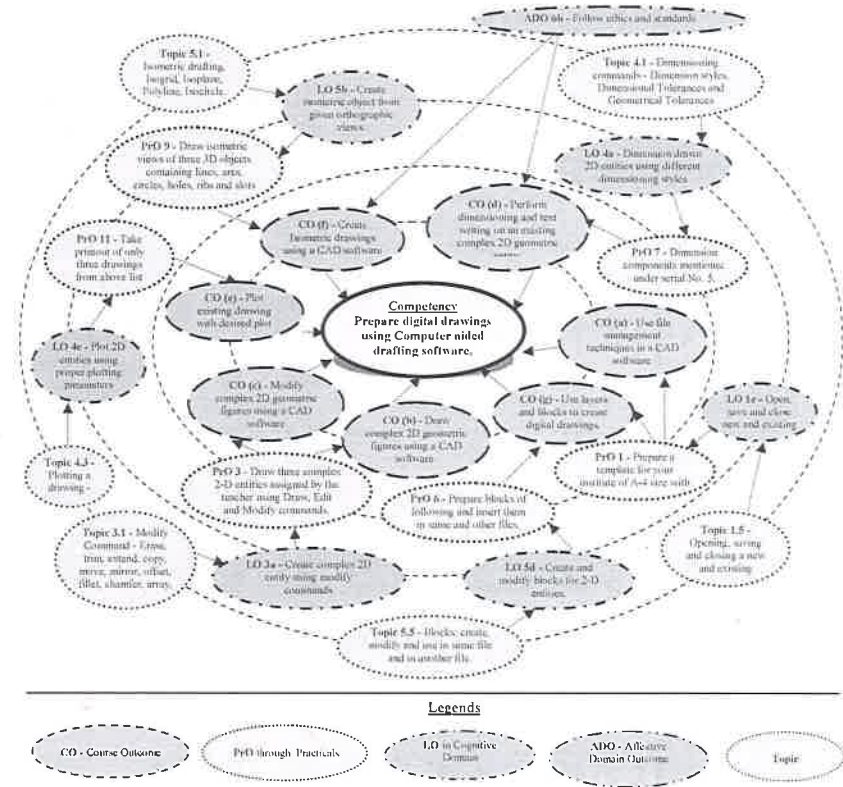 ADO 6b - Follow ethics and standards
Topic 5.1 -
Isometric drafting,
Isogrid, Isoplane,
Polyline, Isocircle.
Topic 4.1 - Dimensioning
commands - Dimension styles,
Dimensional Tolerances and
Geometrical Tolerances
LO 5b - Create
isometric object from
given orthographic
views.
PrO 9 - Draw isometric
views of three 3D objects
containing lines, arcs,
circles, holes, ribs and slots
LO 4a - Dimension drawn
2D entities using different
dimensioning styles
CO (f) - Create
Isometric drawings
using a CAD software
CO (d) - Perform
dimensioning and text
writing on an existing
complex 2D geometric
PrO 11 - Take
printout of only
three drawings
from above list
PrO 7 - Dimension
components mentioned
under serial No. 5.
CO (e) - Plot
existing drawing
with desired plot
Competency
Prepare digital drawings
using Computer nided
drafting software.
CO (a) - Use file
management
techniques in a CAD
software
LO 4c - Plot 2D
entities using
proper plotting
parameters
CO (c) - Modify
complex 2D geometric
figures using a CAD
software
CO (b) - Draw
complex 2D geometric
figures using a CAD
software
CO (g) - Use layers
and blocks to create
digital drawings.
LO 1e - Open,
save and close
new and existing
Topic 4.3 -
Plotting a
drawing -
PrO 3 - Draw three complex
2-D entities assigned by the
teacher using Draw, Edit
and Modify commands.
PrO 6 - Prepare blocks of
following and insert them
in same and other files.
PrO 1 - Prepare a
template for your
institute of A-4 size with
Topic 3.1 - Modify
Command - Erase,
trim, extend, copy,
move, mirror, offset,
fillet, chamfer, array,
LO 3a - Create complex 2D
entity using modify
commands
LO 5d - Create and
modify blocks for 2-D
entities.
Topic 1.5 -
Opening, saving
and closing a new
and existing
Topic 5.5 - Blocks: create,
modify and use in same file
and in another file.
Legends
CO - Course Outcome
PrO through Practicals
LO in Cognitive
Domain
ADO - Affective
Domain Outcome
Topic